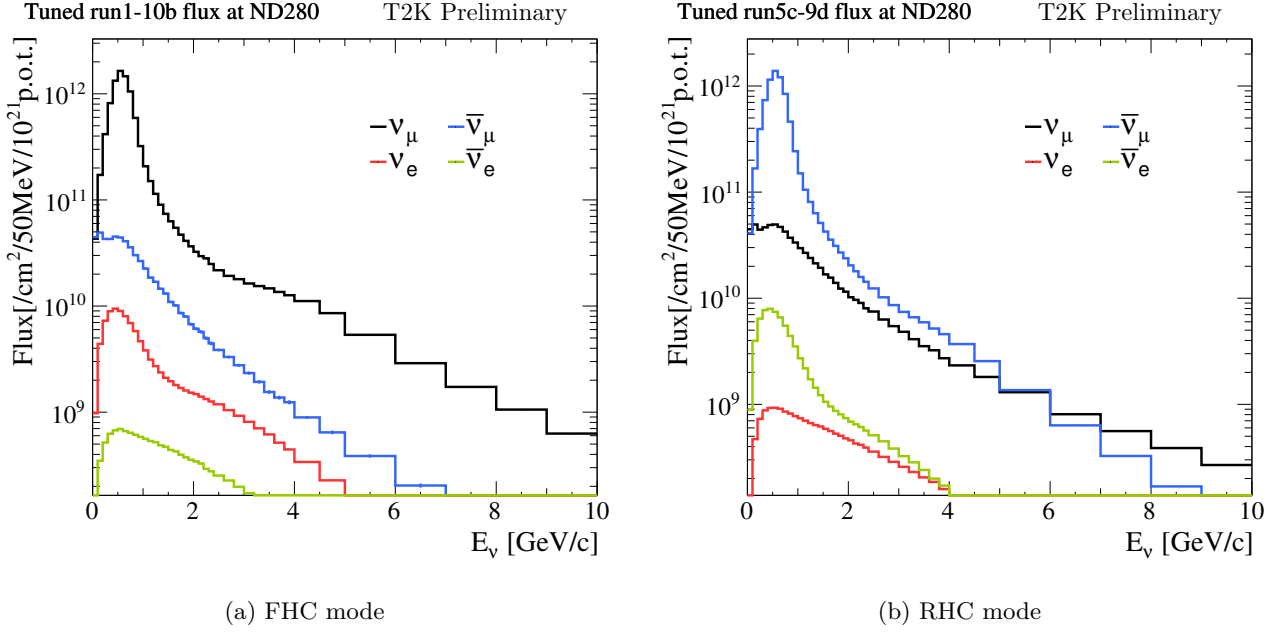 Tuned run1-10b flux at ND280 T2K Preliminary
Flux[/cm²/50MeV/10²¹p.o.t.]
10¹²
10¹¹
10¹⁰
10⁹
ν_μ ν̅_μ
ν_e ν̅_e
0 2 4 6 8 10
E_ν [GeV/c]
(a) FHC mode
Tuned run5c-9d flux at ND280 T2K Preliminary
Flux[/cm²/50MeV/10²¹p.o.t.]
10¹²
10¹¹
10¹⁰
10⁹
ν_μ ν̅_μ
ν_e ν̅_e
0 2 4 6 8 10
E_ν [GeV/c]
(b) RHC mode